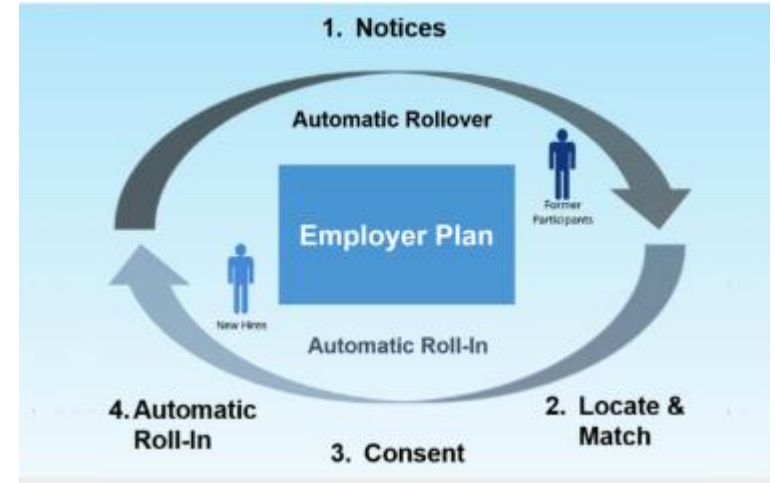 1. Notices
Automatic Rollover
Former
Participants
Employer Plan
New Hires
Automatic Roll-In
4. Automatic
Roll-In
2. Locate &
Match
3. Consent